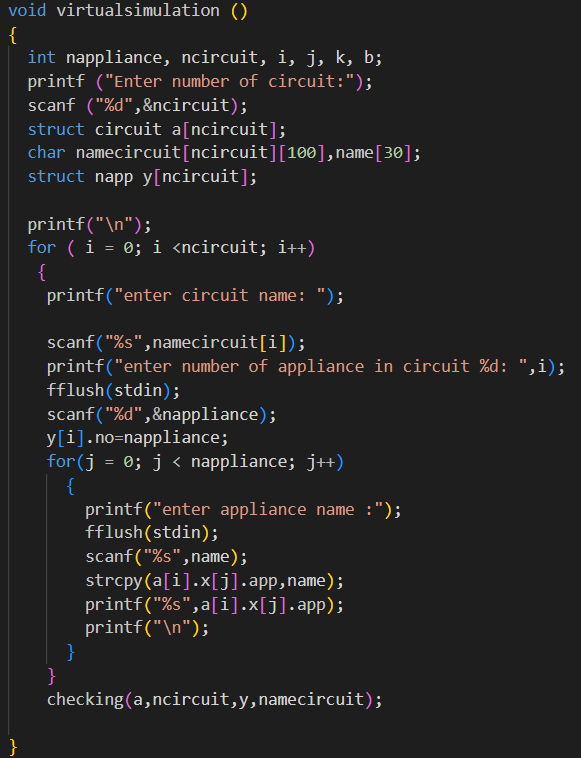 void virtualsimulation ()
{
int nappliance, ncircuit, i, j, k, b;
printf ("Enter number of circuit:");
scanf ("%d",&ncircuit);
struct circuit a[ncircuit];
char namecircuit[ncircuit][100],name[30];
struct napp y[ncircuit];
printf("\n");
for ( i = 0; i <ncircuit; i++)
{
printf("enter circuit name: ");
scanf("%s",namecircuit[i]);
printf("enter number of appliance in circuit %d: ",i);
fflush(stdin);
scanf("%d",&nappliance);
y[i].no=nappliance;
for(j = 0; j < nappliance; j++)
{
printf("enter appliance name :");
fflush(stdin);
scanf("%s",name);
strcpy(a[i].x[j].app,name);
printf("%s",a[i].x[j].app);
printf("\n");
}
}
checking(a,ncircuit,y,namecircuit);
}